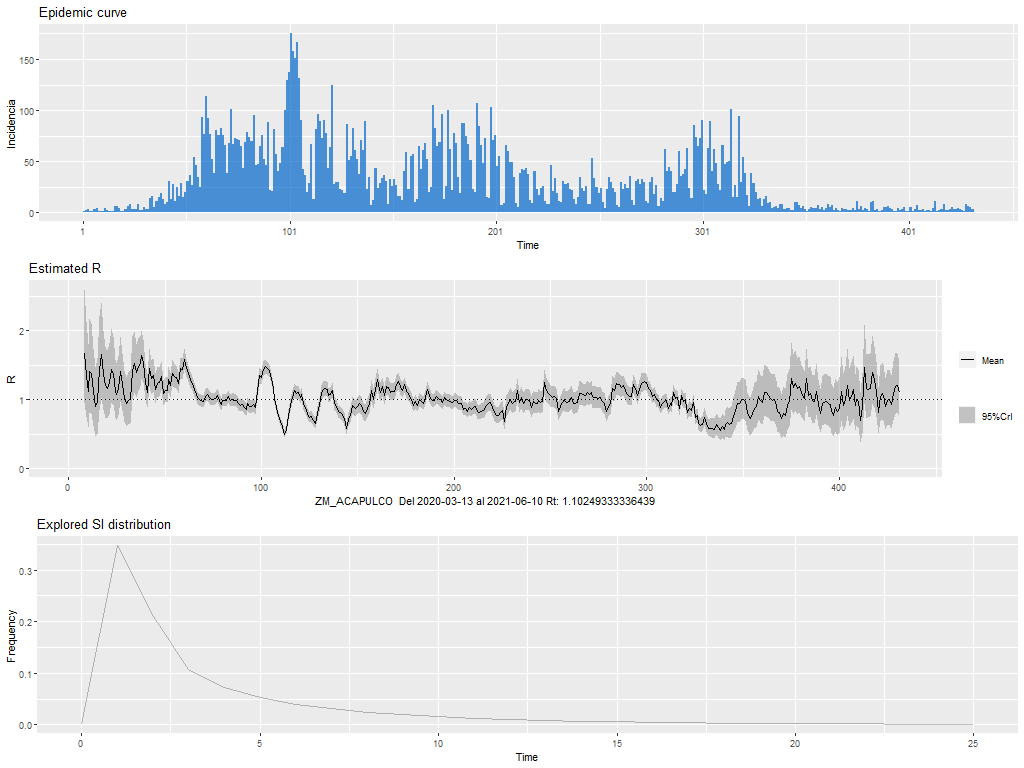 Epidemic curve
150
100
50
0
Incidencia
1
101
201
301
401
Time
Estimated R
2
1
0
R
Mean
95%CrI
0
100
200
300
400
ZM_ACAPULCO Del 2020-03-13 al 2021-06-10 Rt: 1.10249333336439
Explored SI distribution
0.3
0.2
0.1
0.0
Frequency
0
5
10
15
20
25
Time